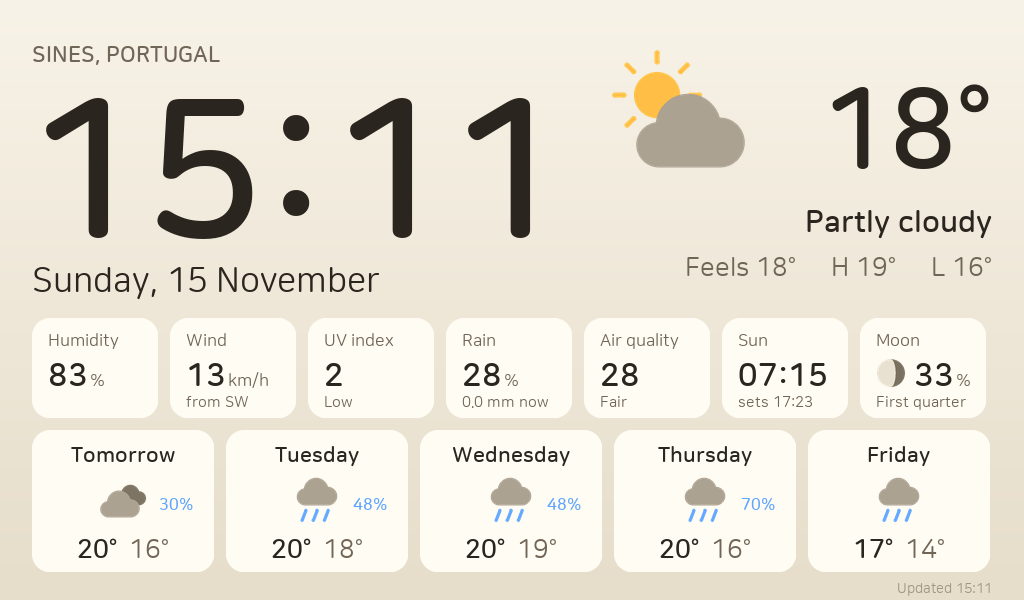 SINES, PORTUGAL
15:11
Sunday, 15 November
18°
Partly cloudy
Feels 18° H 19° L 16°
Humidity
83 %
Wind
13 km/h
from SW
UV index
2
Low
Rain
28 %
0.0 mm now
Air quality
28
Fair
Sun
07:15
sets 17:23
Moon
33 %
First quarter
Tomorrow
30%
20° 16°
Tuesday
48%
20° 18°
Wednesday
48%
20° 19°
Thursday
70%
20° 16°
Friday
17° 14°
Updated 15:11